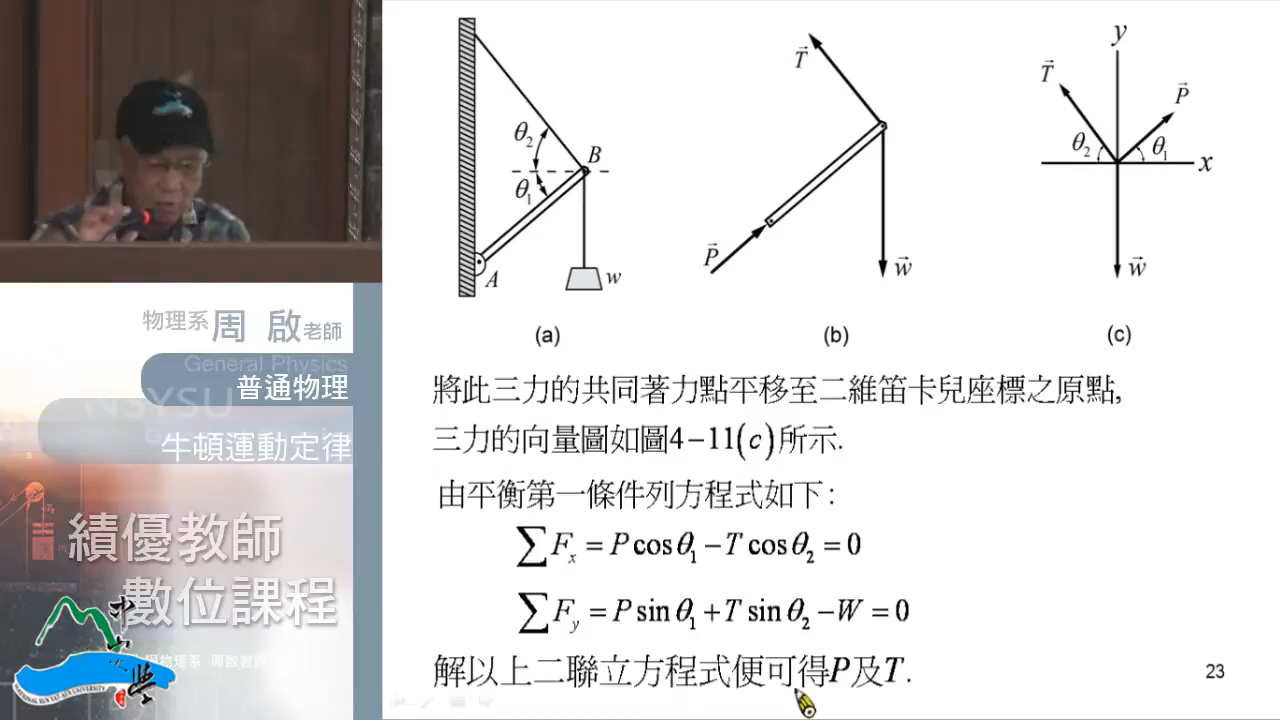 物理系周 啟老師
General Physics
普通物理
NSYSU
牛頓運動定律
績優教師
數位課程
θ₂
B
θ₁
A
w
(a)
T⃗
P⃗
w⃗
(b)
y
T⃗
P⃗
θ₂
θ₁
x
w⃗
(c)
將此三力的共同著力點平移至二維笛卡兒座標之原點,
三力的向量圖如圖4–11(c)所示.
由平衡第一條件列方程式如下:
∑Fₓ = P cos θ₁ – T cos θ₂ = 0
∑F_y = P sin θ₁ + T sin θ₂ – W = 0
解以上二聯立方程式便可得P及T.
23